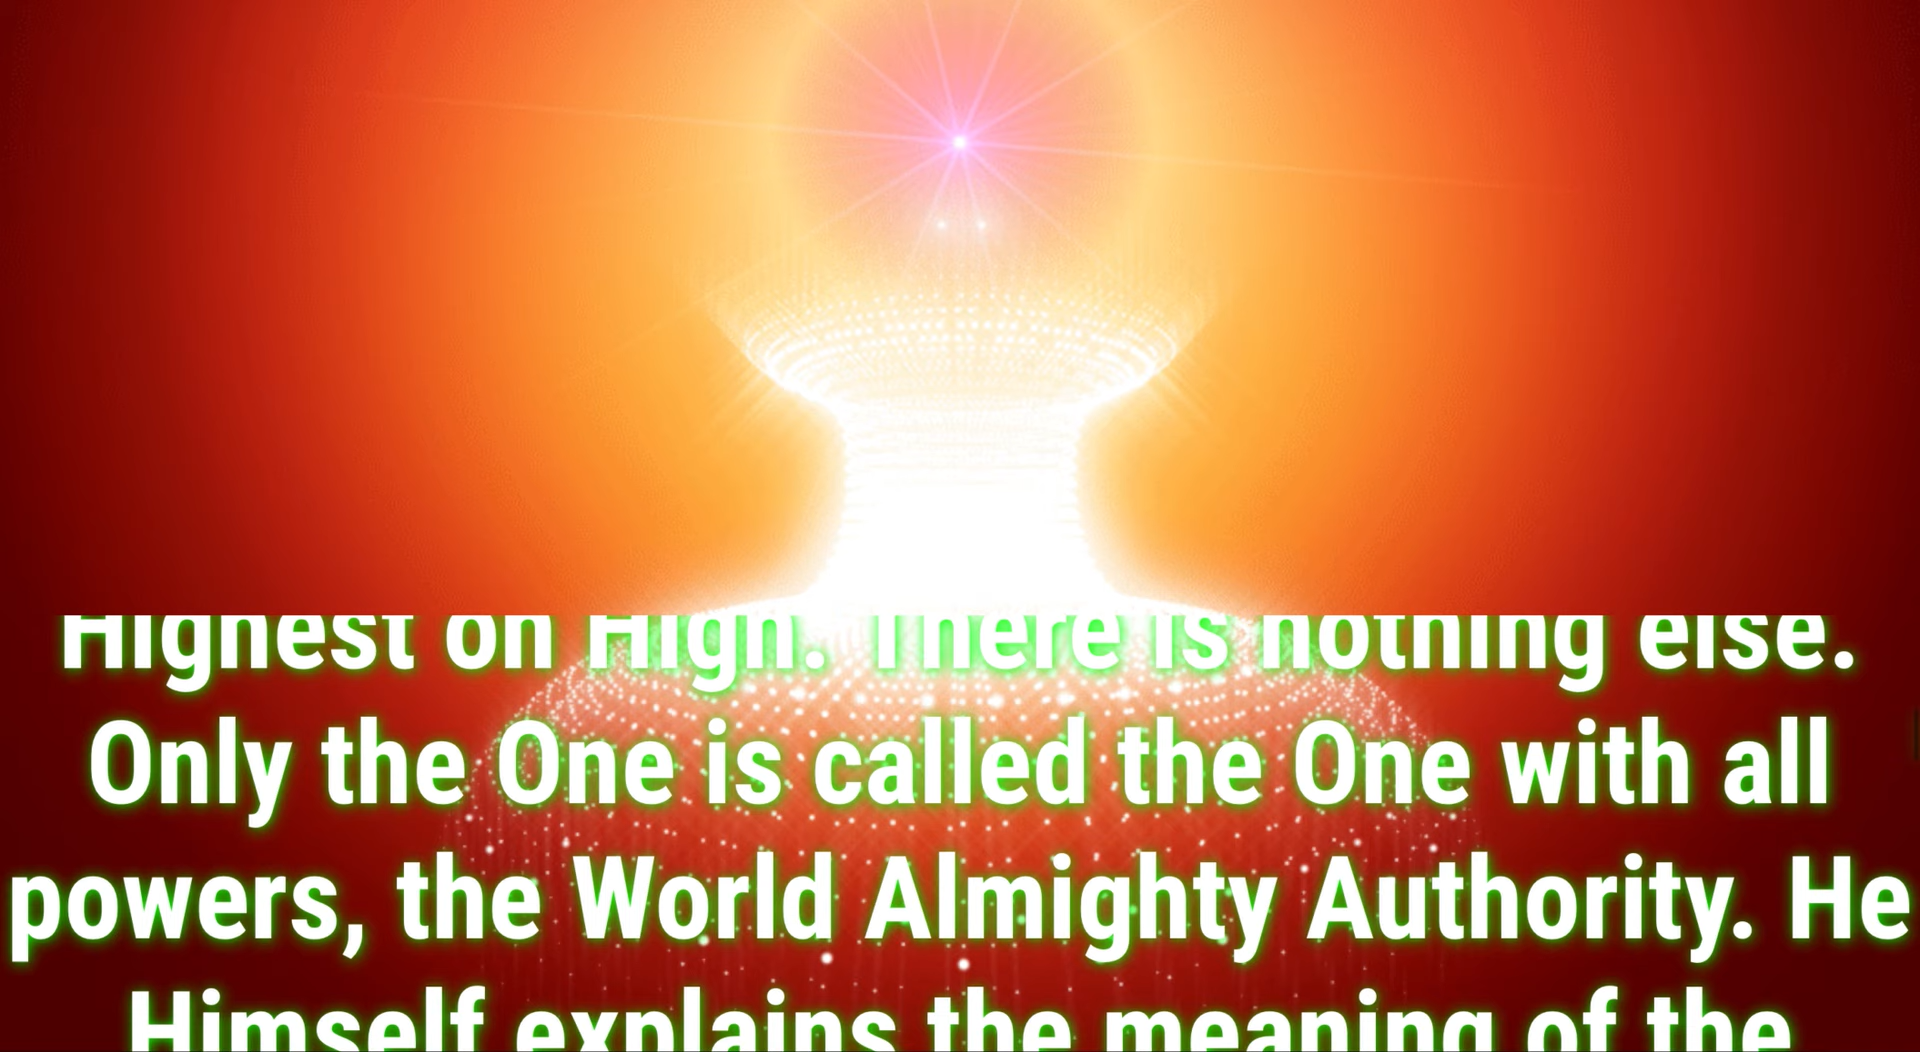 Highest on High. There is nothing else.
Only the One is called the One with all
powers, the World Almighty Authority. He
Himself explains the meaning of the